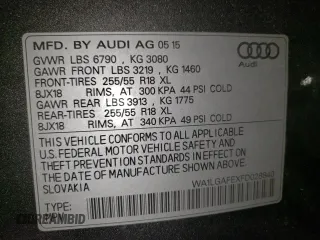 MFD. BY AUDI AG 05 15
GVWR LBS 6790 , KG 3080
GAWR FRONT LBS 3219 , KG 1460
FRONT-TIRES 255/55 R18 XL
8JX18 RIMS, AT 300 KPA 44 PSI COLD
GAWR REAR LBS 3913 , KG 1775
REAR-TIRES 255/55 R18 XL
8JX18 RIMS, AT 340 KPA 49 PSI COLD
Audi
THIS VEHICLE CONFORMS TO ALL APPLICABLE
U.S. FEDERAL MOTOR VEHICLE SAFETY AND
THEFT PREVENTION STANDARDS IN EFFECT ON
THE DATE OF MANUFACTURE SHOWN ABOVE.
SLOVAKIA
TYPE